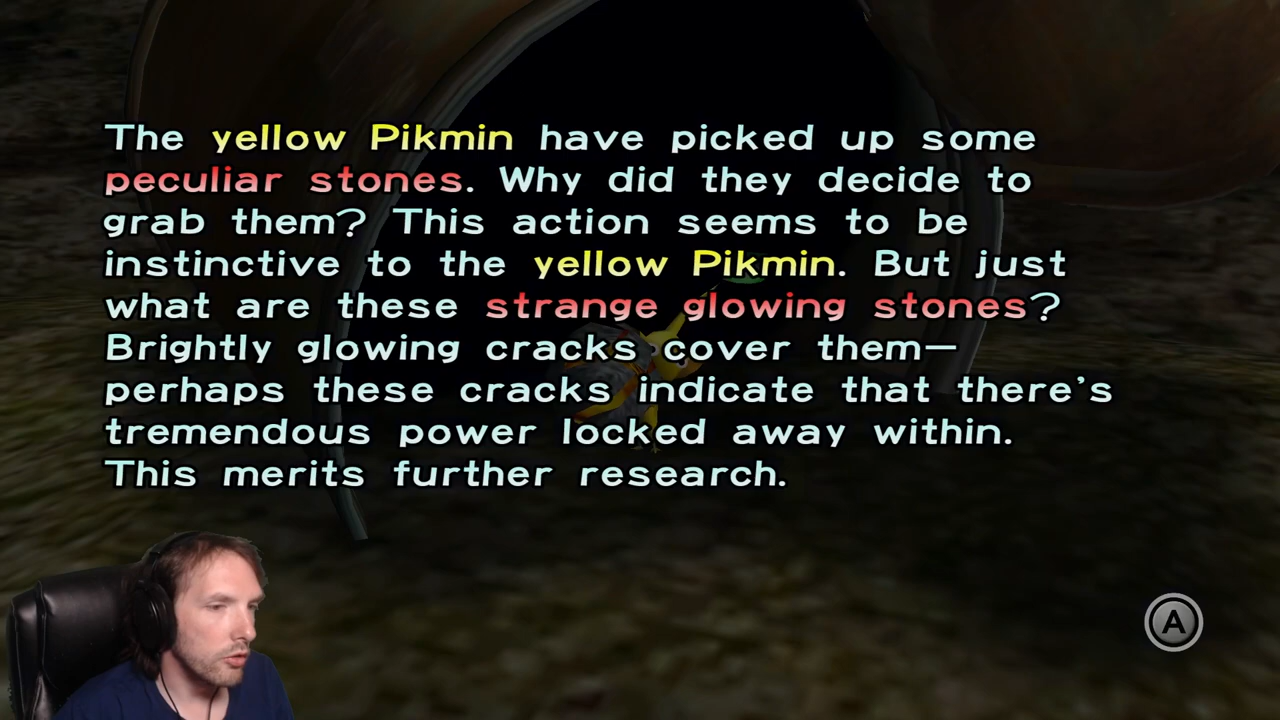 The yellow Pikmin have picked up some
peculiar stones. Why did they decide to
grab them? This action seems to be
instinctive to the yellow Pikmin. But just
what are these strange glowing stones?
Brightly glowing cracks cover them—
perhaps these cracks indicate that there's
tremendous power locked away within.
This merits further research.
A